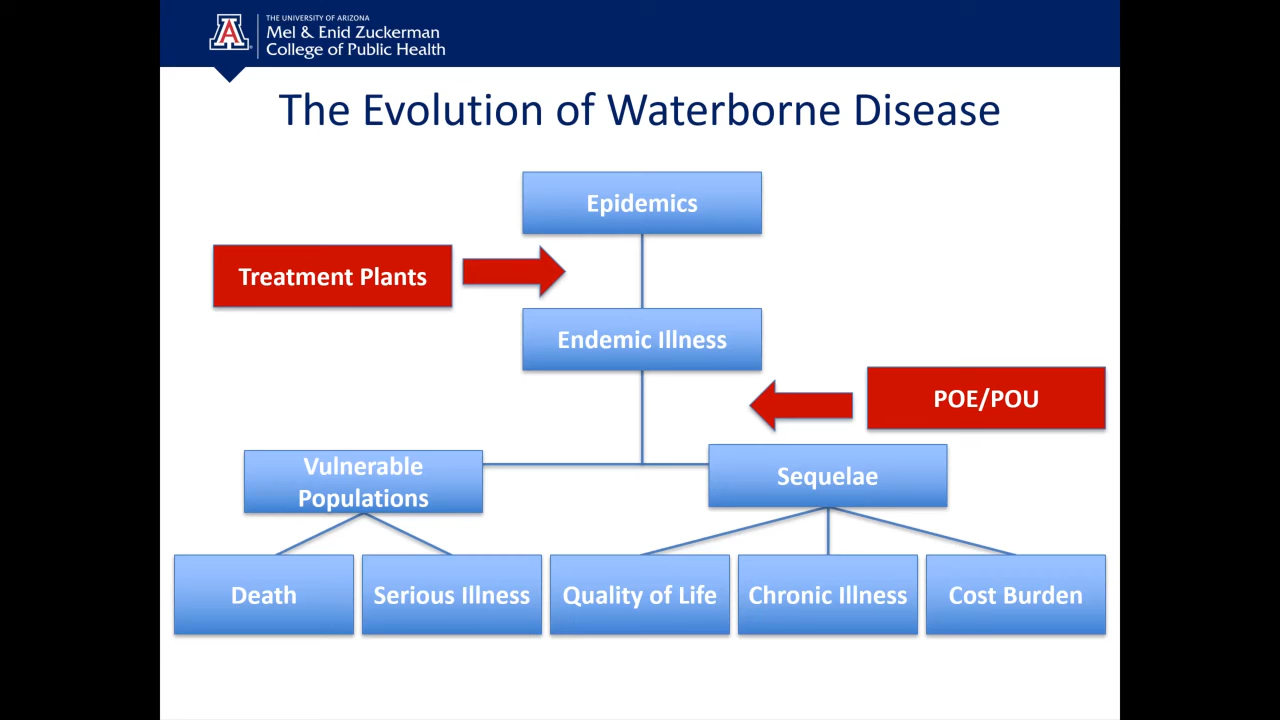 THE UNIVERSITY OF ARIZONA
Mel & Enid Zuckerman
College of Public Health
The Evolution of Waterborne Disease
Epidemics
Treatment Plants
Endemic Illness
POE/POU
Vulnerable
Populations
Sequelae
Death
Serious Illness
Quality of Life
Chronic Illness
Cost Burden